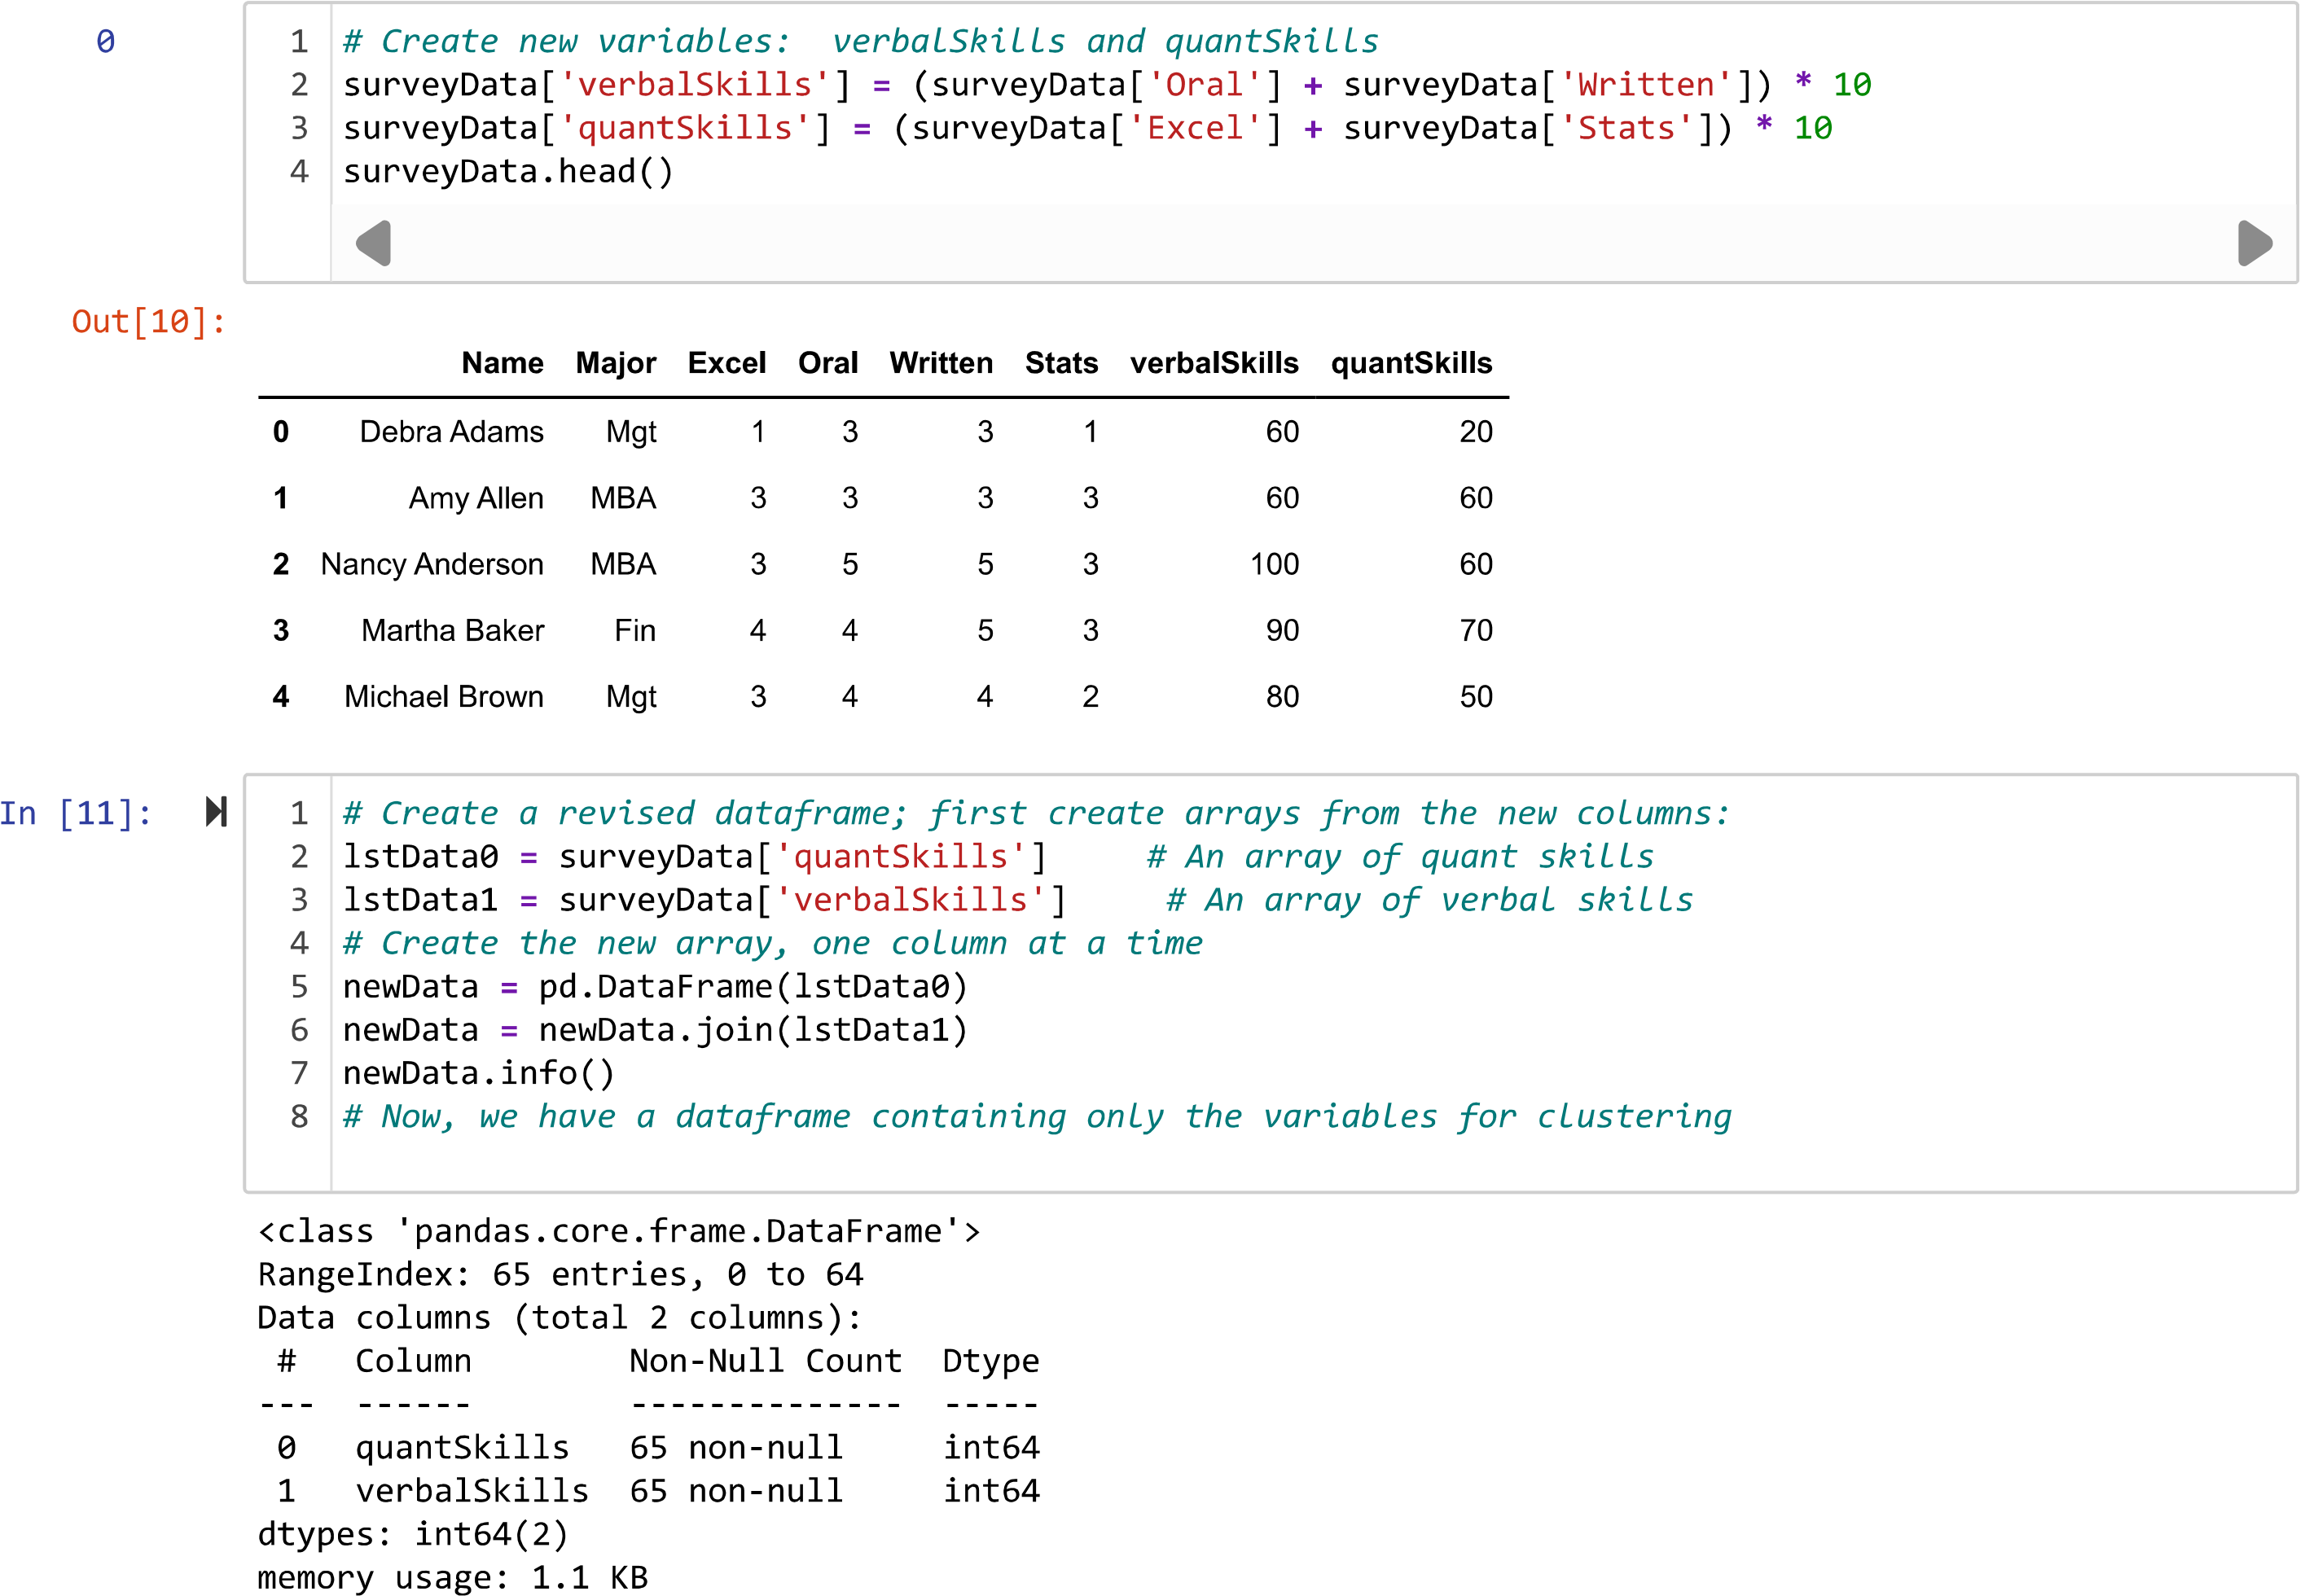 0
1 # Create new variables:  verbalSkills and quantSkills
2 surveyData['verbalSkills'] = (surveyData['Oral'] + surveyData['Written']) * 10
3 surveyData['quantSkills'] = (surveyData['Excel'] + surveyData['Stats']) * 10
4 surveyData.head()
Out[10]:
Name Major Excel Oral Written Stats verbalSkills quantSkills
0 Debra Adams Mgt 1 3 3 1 60 20
1 Amy Allen MBA 3 3 3 3 60 60
2 Nancy Anderson MBA 3 5 5 3 100 60
3 Martha Baker Fin 4 4 5 3 90 70
4 Michael Brown Mgt 3 4 4 2 80 50
In [11]:
1 # Create a revised dataframe; first create arrays from the new columns:
2 lstData0 = surveyData['quantSkills']     # An array of quant skills
3 lstData1 = surveyData['verbalSkills']     # An array of verbal skills
4 # Create the new array, one column at a time
5 newData = pd.DataFrame(lstData0)
6 newData = newData.join(lstData1)
7 newData.info()
8 # Now, we have a dataframe containing only the variables for clustering
<class 'pandas.core.frame.DataFrame'>
RangeIndex: 65 entries, 0 to 64
Data columns (total 2 columns):
 #   Column        Non-Null Count  Dtype
---  ------        --------------  -----
 0   quantSkills   65 non-null     int64
 1   verbalSkills  65 non-null     int64
dtypes: int64(2)
memory usage: 1.1 KB